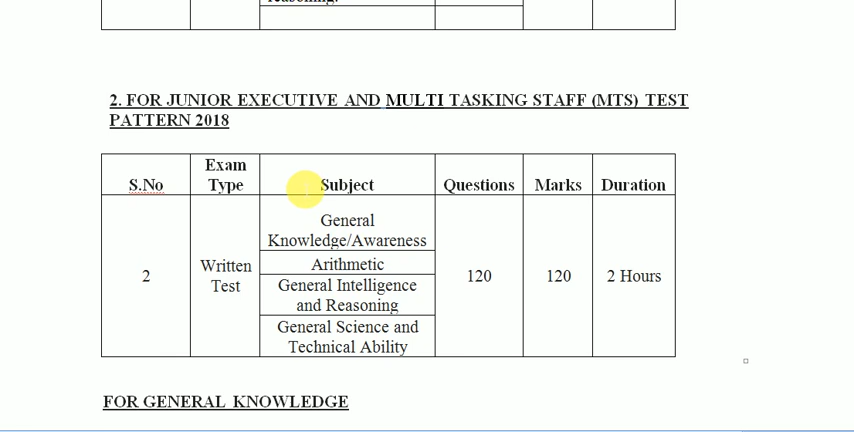 reasoning.
2. FOR JUNIOR EXECUTIVE AND MULTI TASKING STAFF (MTS) TEST
PATTERN 2018
S.No
Exam
Type
Subject
Questions
Marks
Duration
2
Written
Test
General
Knowledge/Awareness
Arithmetic
General Intelligence
and Reasoning
General Science and
Technical Ability
120
120
2 Hours
FOR GENERAL KNOWLEDGE